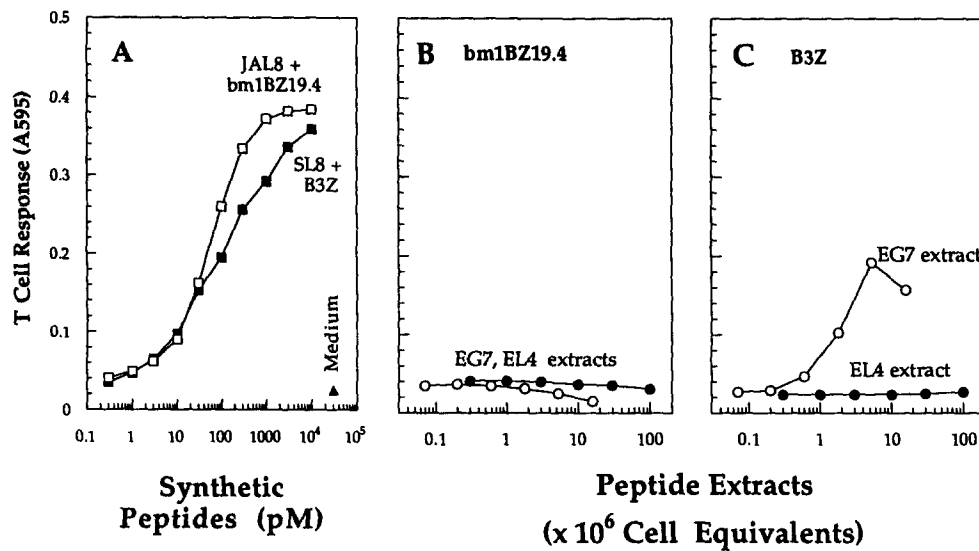 T Cell Response (A595)
0.5
0.4
0.3
0.2
0.1
0
A
JAL8 +
bm1BZ19.4
SL8 +
B3Z
Medium
0.1
1
10
100
1000
10⁴
10⁵
Synthetic
Peptides (pM)
B
bm1BZ19.4
EG7, EL4 extracts
0.1
1
10
100
C
B3Z
EG7 extract
EL4 extract
0.1
1
10
100
Peptide Extracts
(x 10⁶ Cell Equivalents)